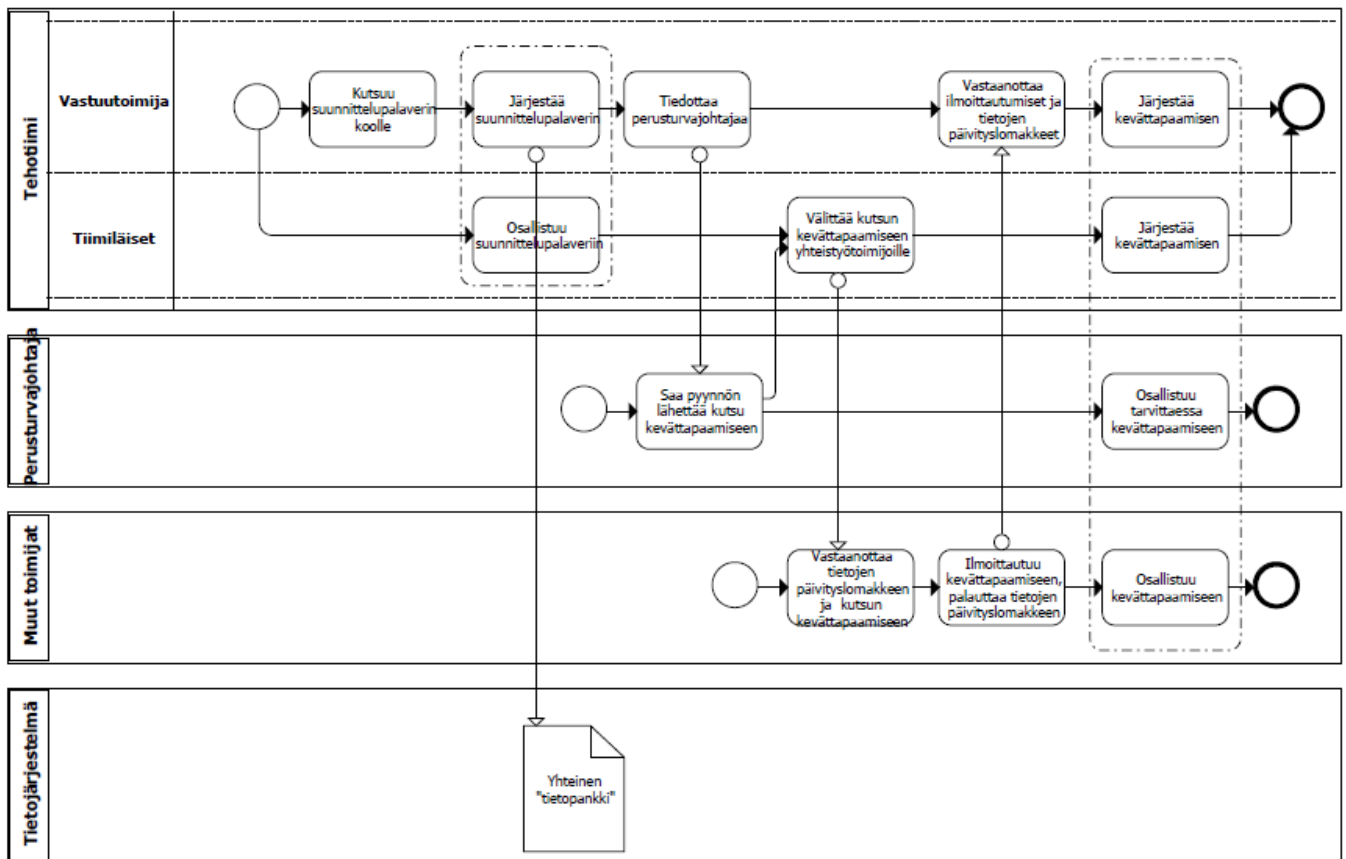 Tehotiimi
Vastuutoimija
Kutsuu
suunnittelupalaverin
koolle
Järjestää
suunnittelupalaverin
Tiedottaa
perusturvajohtajaa
Vastaanottaa
ilmoittautumiset ja
tietojen
päivityslomakkeet
Järjestää
kevättapaamisen
Tiimiläiset
Osallistuu
suunnittelupalaveriin
Välittää kutsun
kevättapaamiseen
yhteistyötoimijoille
Järjestää
kevättapaamisen
Perusturvajohtaja
Saa pyynnön
lähettää kutsu
kevättapaamiseen
Osallistuu
tarvittaessa
kevättapaamiseen
Muut toimijat
Vastaanottaa
tietojen
päivityslomakkeen
ja kutsun
kevättapaamiseen
Ilmoittautuu
kevättapaamiseen,
palauttaa tietojen
päivityslomakkeen
Osallistuu
kevättapaamiseen
Tietojärjestelmä
Yhteinen
"tietopankki"